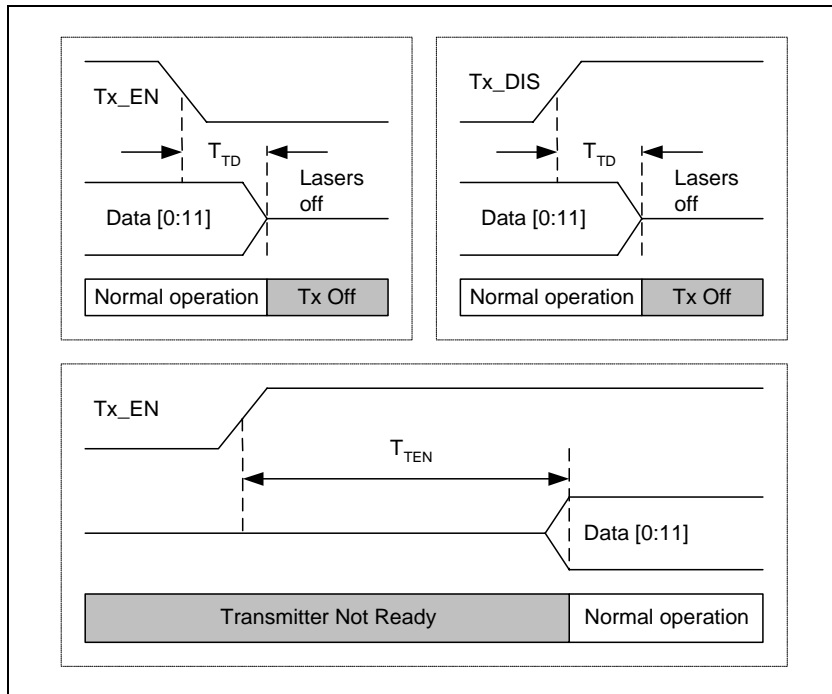 Tx_EN
T_TD
Lasers
off
Data [0:11]
Normal operation
Tx Off
Tx_DIS
T_TD
Lasers
off
Data [0:11]
Normal operation
Tx Off
Tx_EN
T_TEN
Data [0:11]
Transmitter Not Ready
Normal operation